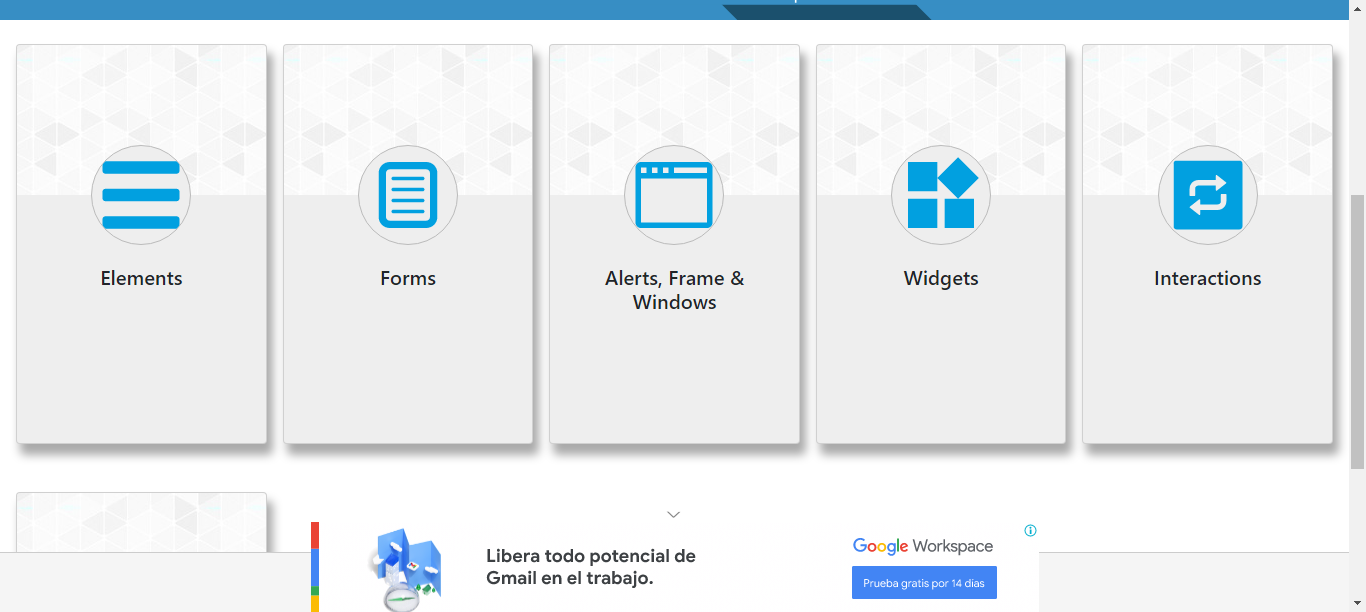 Elements
Forms
Alerts, Frame &
Windows
Widgets
Interactions
Libera todo potencial de
Gmail en el trabajo.
Google Workspace
Prueba gratis por 14 días